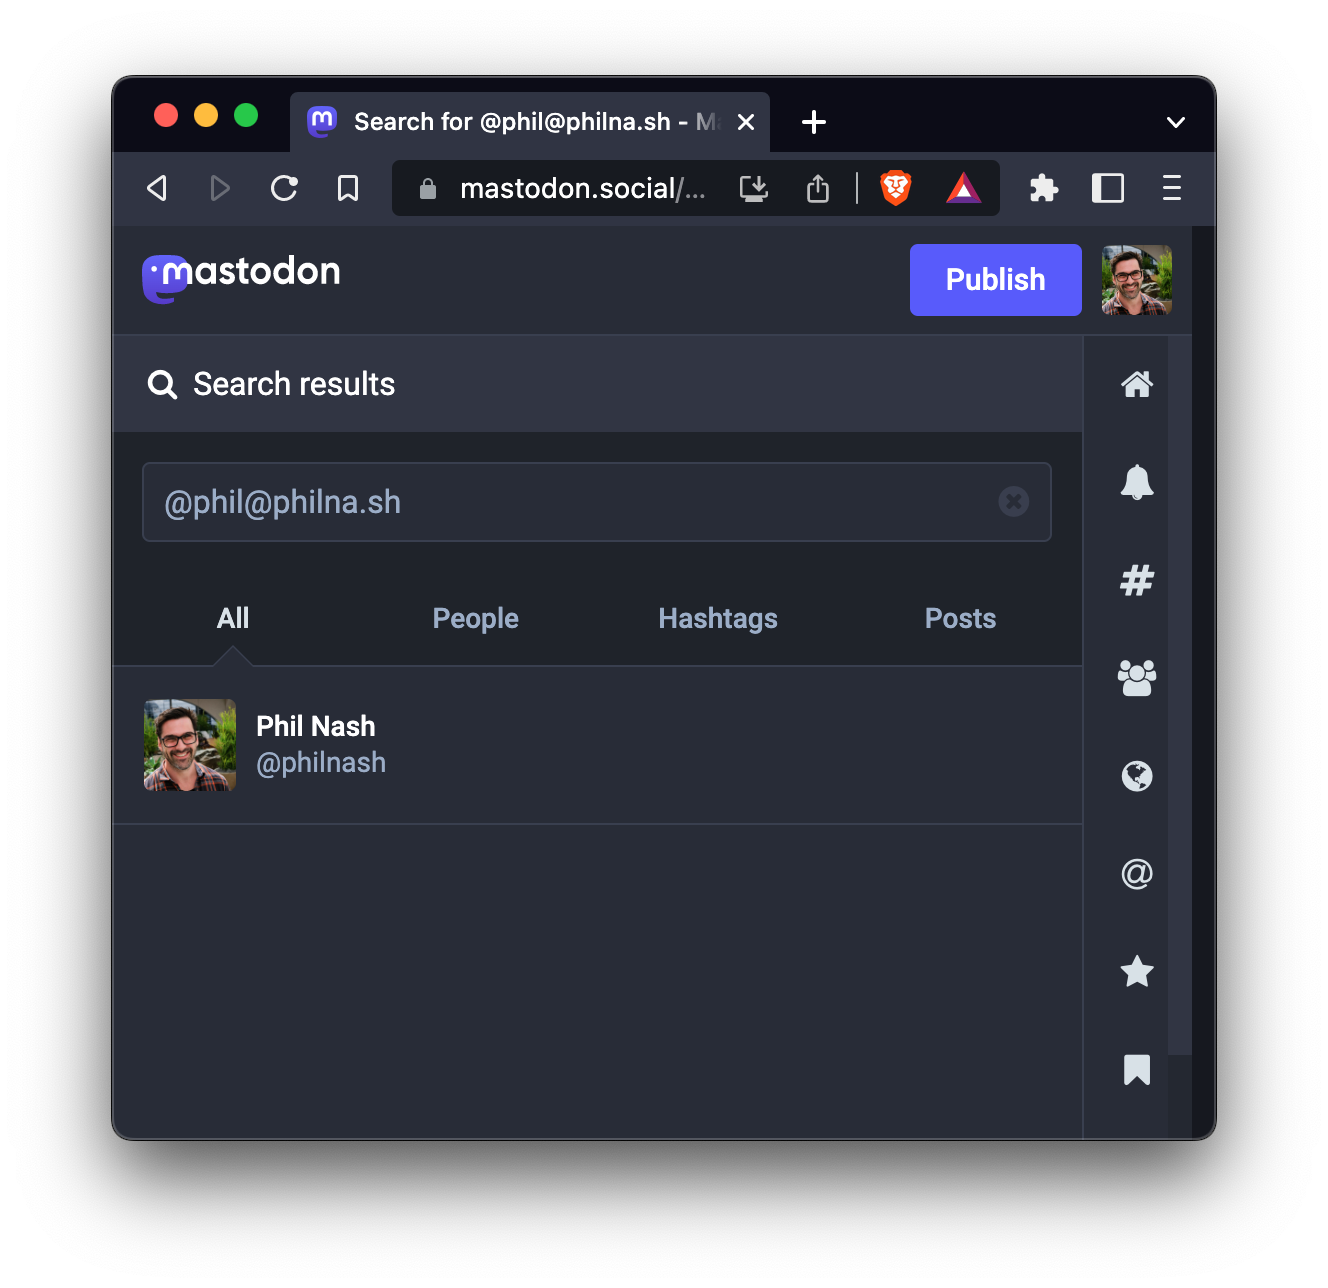 Search for @phil@philna.sh - Ma
mastodon.social/...
mastodon
Publish
Search results
@phil@philna.sh
All People Hashtags Posts
Phil Nash
@philnash